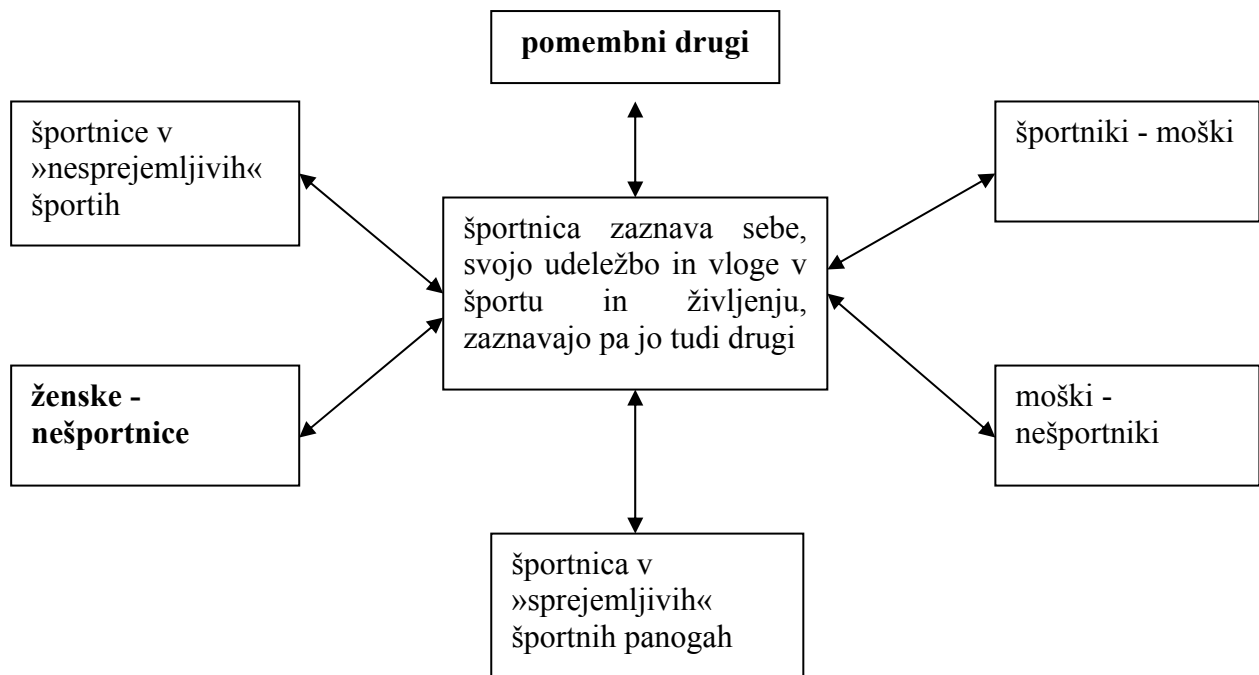 pomembni drugi
športnice v
»nesprejemljivih«
športih
športniki - moški
športnica zaznava sebe,
svojo udeležbo in vloge v
športu in življenju,
zaznavajo pa jo tudi drugi
ženske -
nešportnice
moški -
nešportniki
športnica v
»sprejemljivih«
športnih panogah